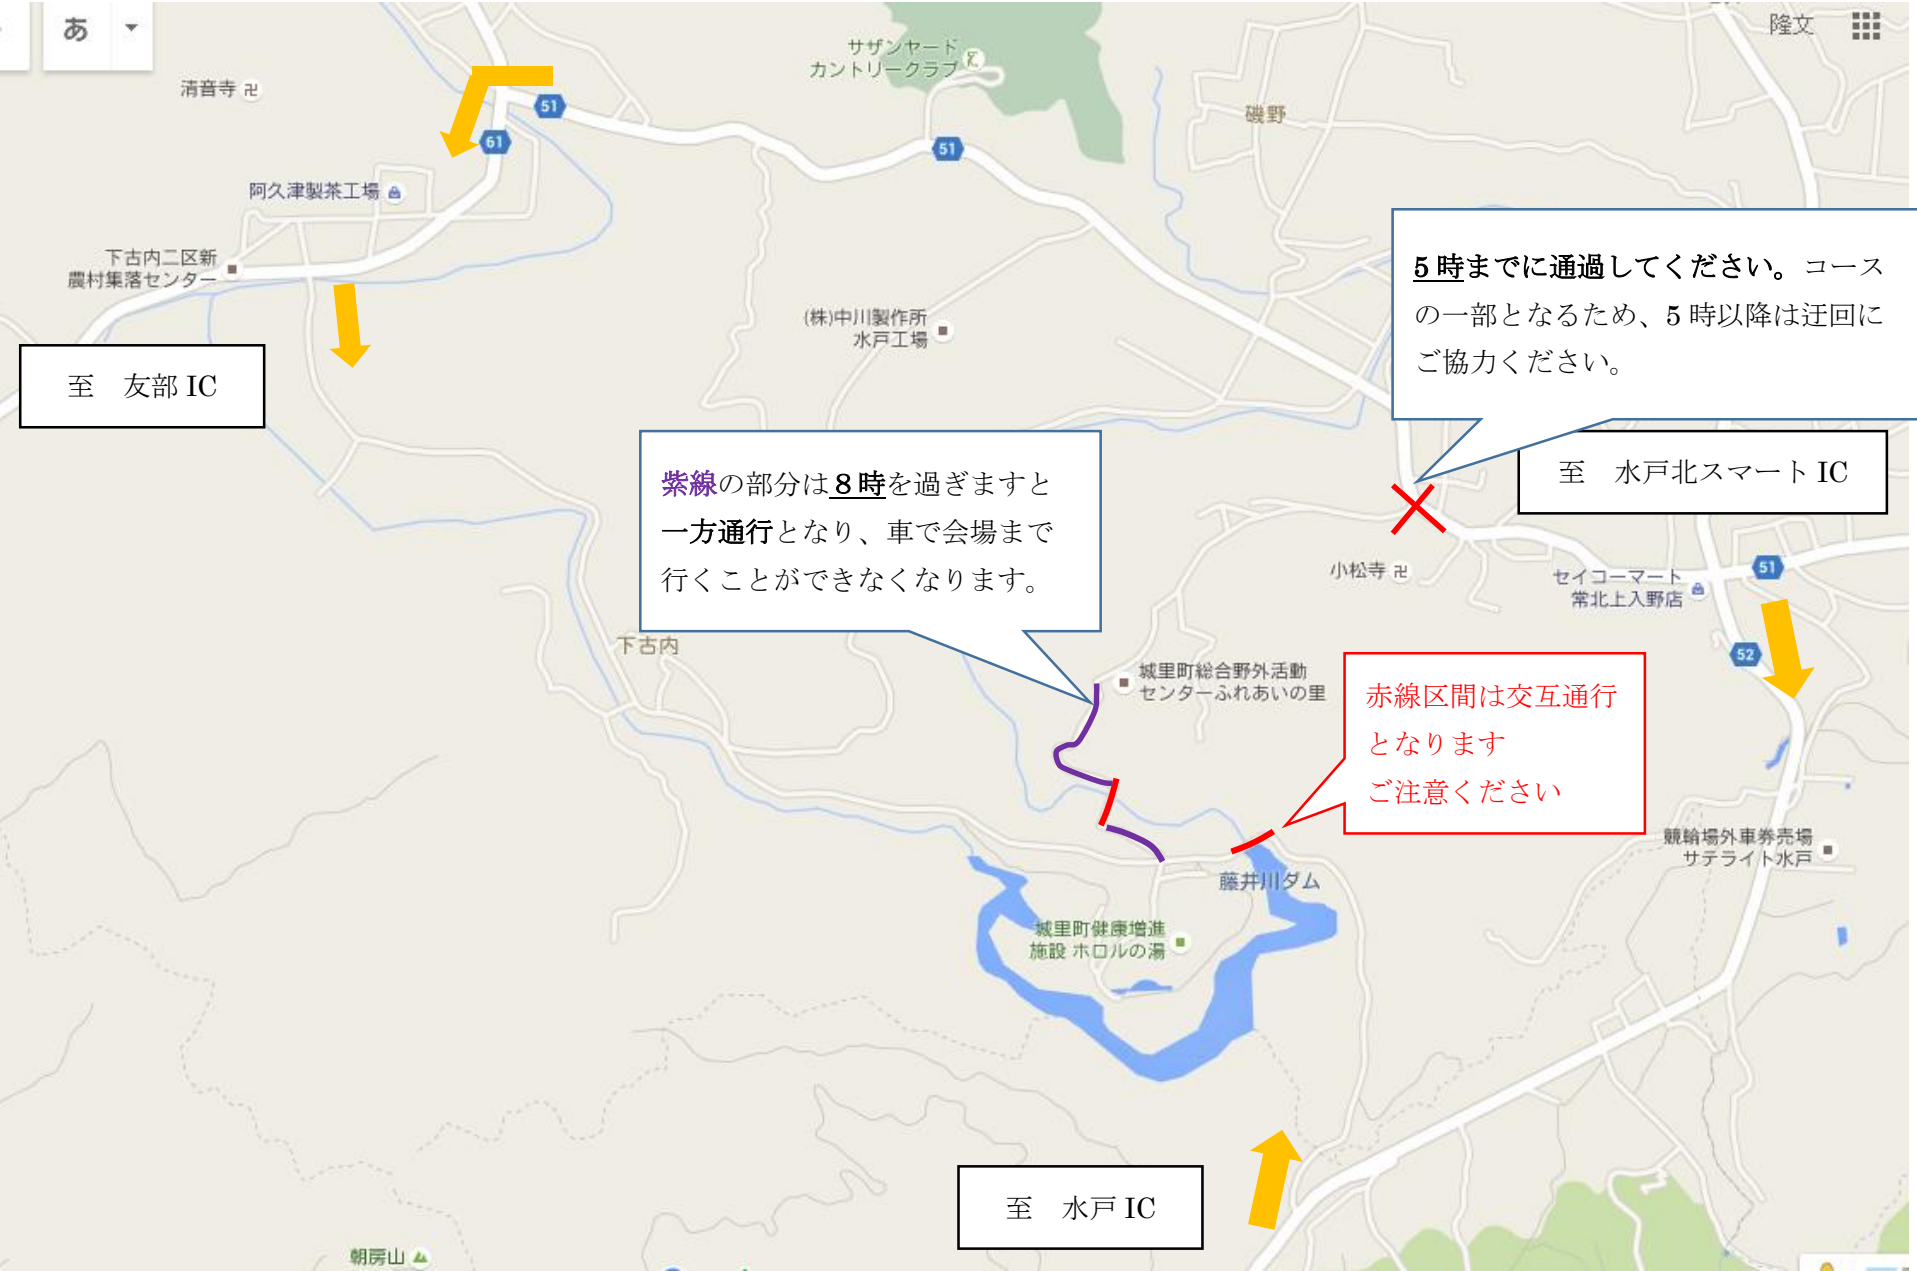 あ
隆文
サザンヤード
カントリークラブ
清音寺
51
61
51
磯野
阿久津製茶工場
下古内二区新
農村集落センター
5時までに通過してください。コース
の一部となるため、5時以降は迂回に
ご協力ください。
(株)中川製作所
水戸工場
至 友部 IC
至 水戸北スマート IC
紫線の部分は8時を過ぎますと
一方通行となり、車で会場まで
行くことができなくなります。
小松寺
セイコーマート
常北上入野店
51
52
下古内
城里町総合野外活動
センターふれあいの里
赤線区間は交互通行
となります
ご注意ください
競輪場外車券売場
サテライト水戸
藤井川ダム
城里町健康増進
施設 ホロルの湯
至 水戸 IC
朝房山